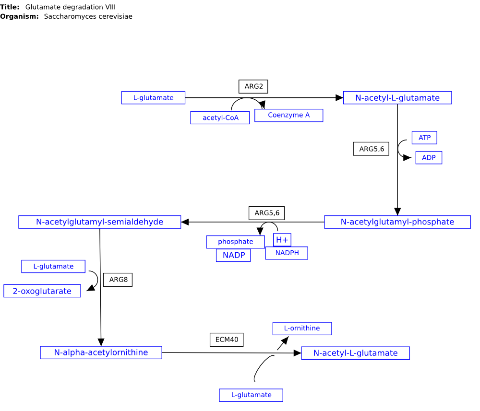 Title: Glutamate degradation VIII
Organism: Saccharomyces cerevisiae
ARG2
L-glutamate
N-acetyl-L-glutamate
acetyl-CoA
Coenzyme A
ATP
ARG5,6
ADP
ARG5,6
N-acetylglutamyl-semialdehyde
N-acetylglutamyl-phosphate
phosphate
H+
NADP
NADPH
L-glutamate
ARG8
2-oxoglutarate
L-ornithine
ECM40
N-alpha-acetylornithine
N-acetyl-L-glutamate
L-glutamate